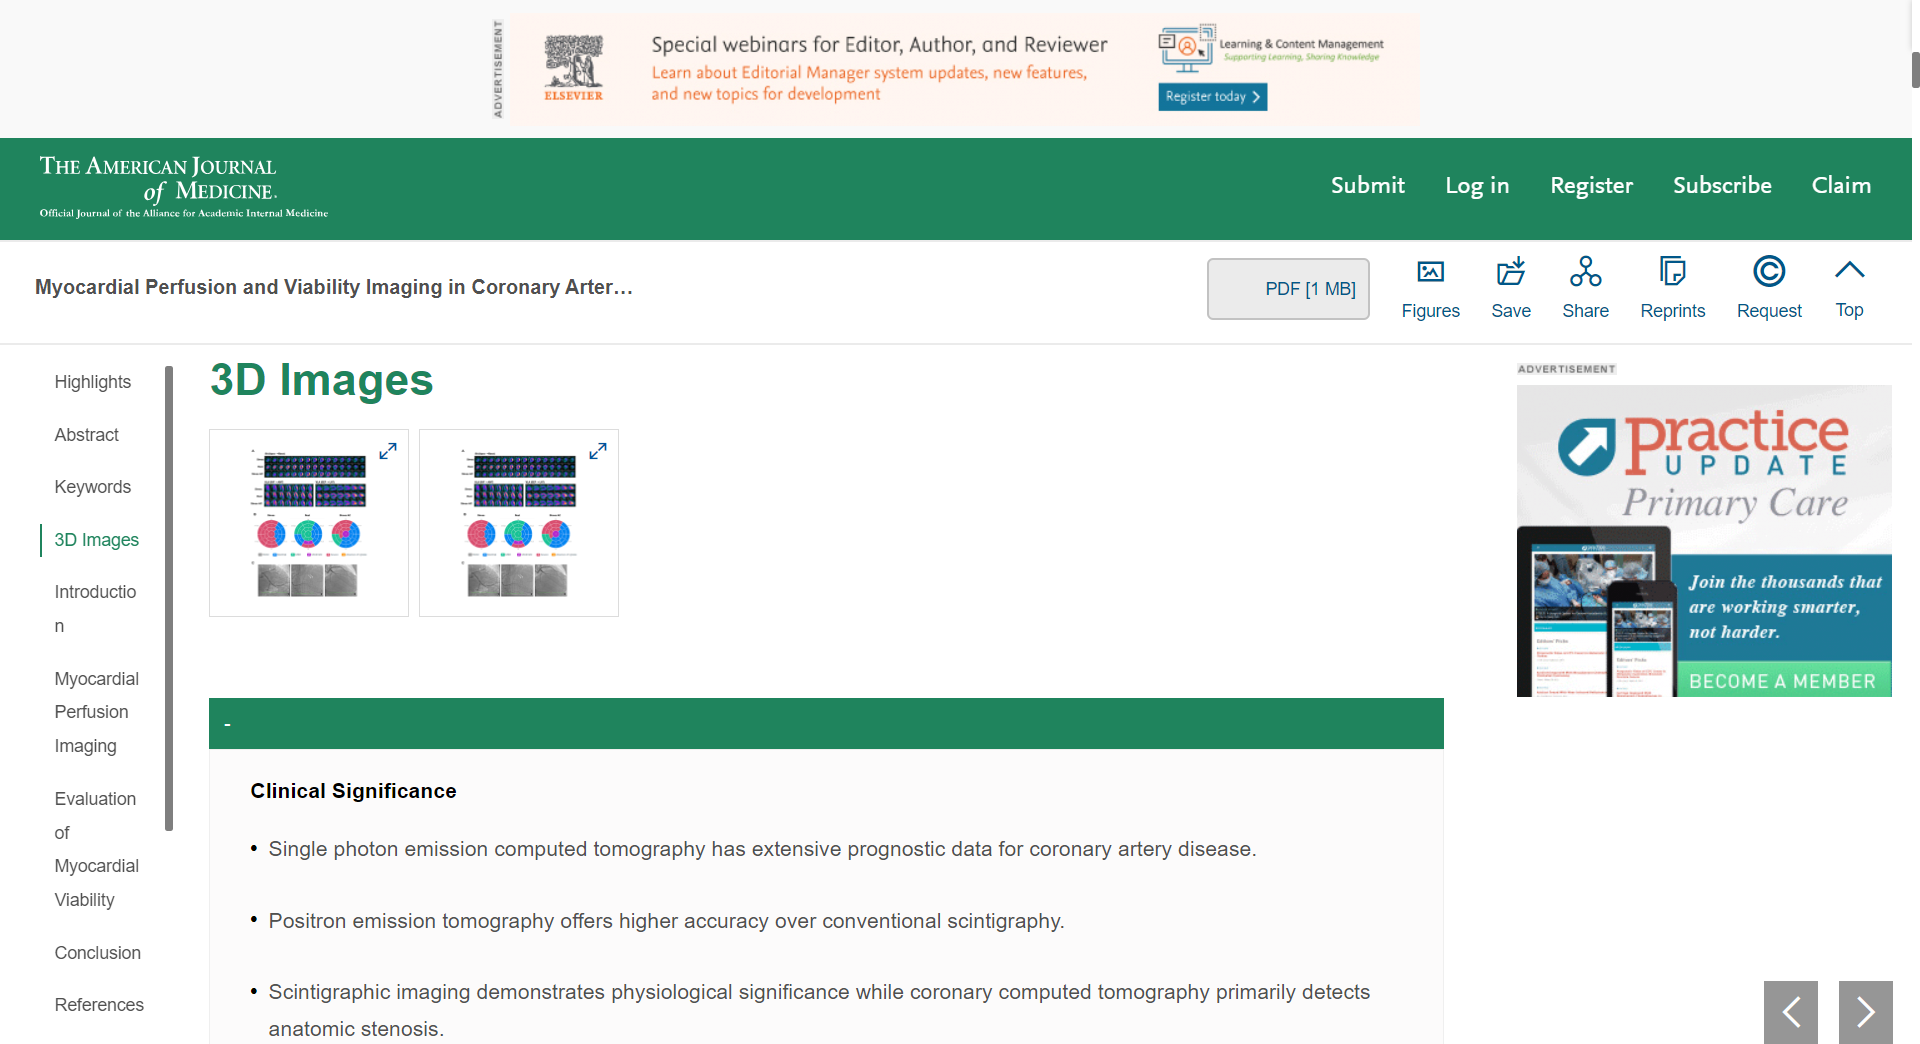 ADVERTISEMENT
ELSEVIER
Special webinars for Editor, Author, and Reviewer
Learn about Editorial Manager system updates, new features,
and new topics for development
Learning & Content Management
Supporting Learning, Sharing Knowledge
Register today
THE AMERICAN JOURNAL
of MEDICINE.
Official Journal of the Alliance for Academic Internal Medicine
Submit
Log in
Register
Subscribe
Claim
Myocardial Perfusion and Viability Imaging in Coronary Arter…
PDF [1 MB]
Figures
Save
Share
Reprints
Request
Top
Highlights
Abstract
Keywords
3D Images
Introductio
n
Myocardial
Perfusion
Imaging
Evaluation
of
Myocardial
Viability
Conclusion
References
3D Images
-
Clinical Significance
• Single photon emission computed tomography has extensive prognostic data for coronary artery disease.
• Positron emission tomography offers higher accuracy over conventional scintigraphy.
• Scintigraphic imaging demonstrates physiological significance while coronary computed tomography primarily detects
anatomic stenosis.
ADVERTISEMENT
practice
UPDATE
Primary Care
Join the thousands that
are working smarter,
not harder.
BECOME A MEMBER